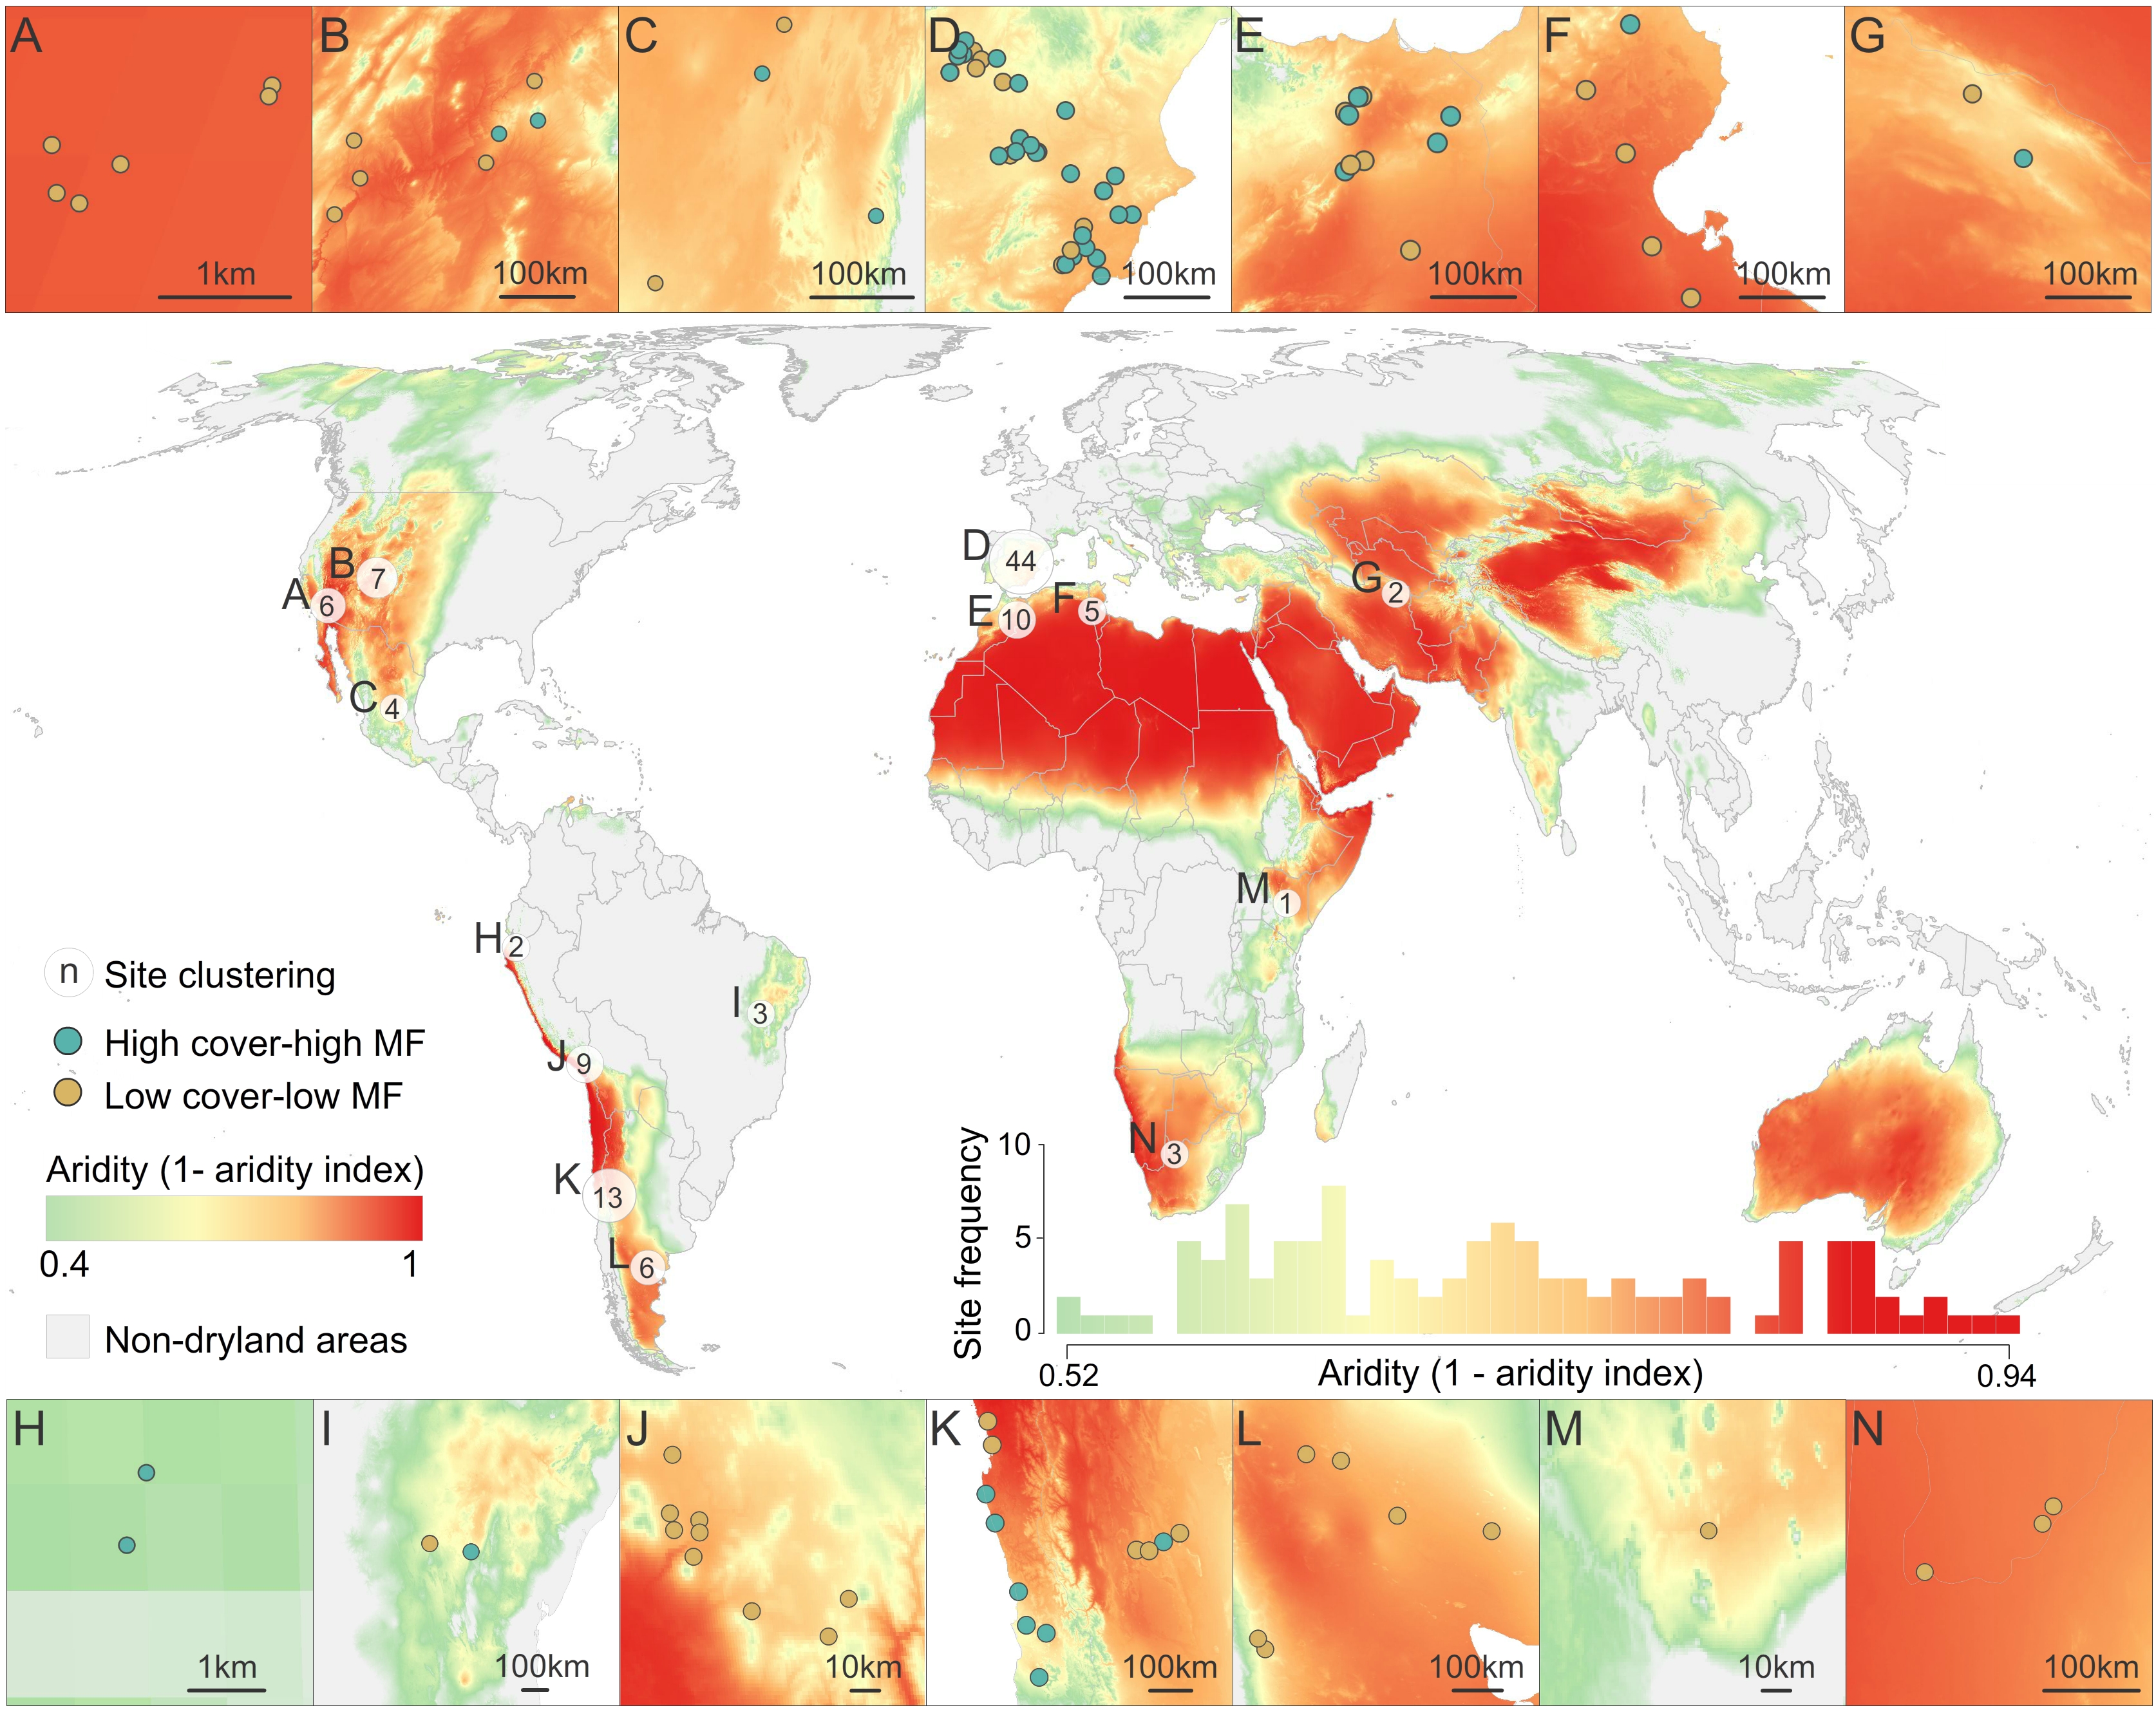 A
B
C
D
E
F
G
1km
100km
100km
100km
100km
100km
100km
B 7
A 6
C 4
D 44
E 10
F 5
G 2
M 1
H 2
I 3
J 9
K 13
L 6
N 3
n Site clustering
High cover-high MF
Low cover-low MF
Aridity (1- aridity index)
0.4 1
Non-dryland areas
Site frequency
10
5
0
0.52 Aridity (1 - aridity index) 0.94
H
I
J
K
L
M
N
1km
100km
10km
100km
100km
10km
100km